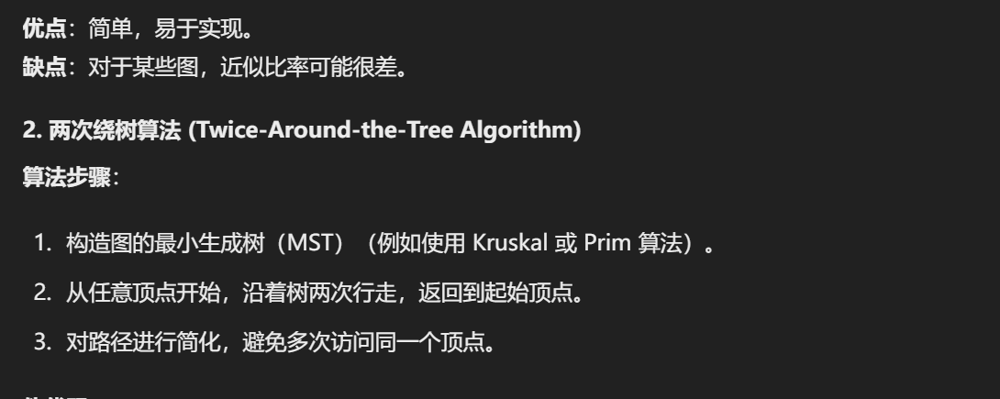 优点：简单，易于实现。
缺点：对于某些图，近似比率可能很差。
2. 两次绕树算法 (Twice-Around-the-Tree Algorithm)
算法步骤：
1. 构造图的最小生成树（MST）（例如使用 Kruskal 或 Prim 算法）。
2. 从任意顶点开始，沿着树两次行走，返回到起始顶点。
3. 对路径进行简化，避免多次访问同一个顶点。